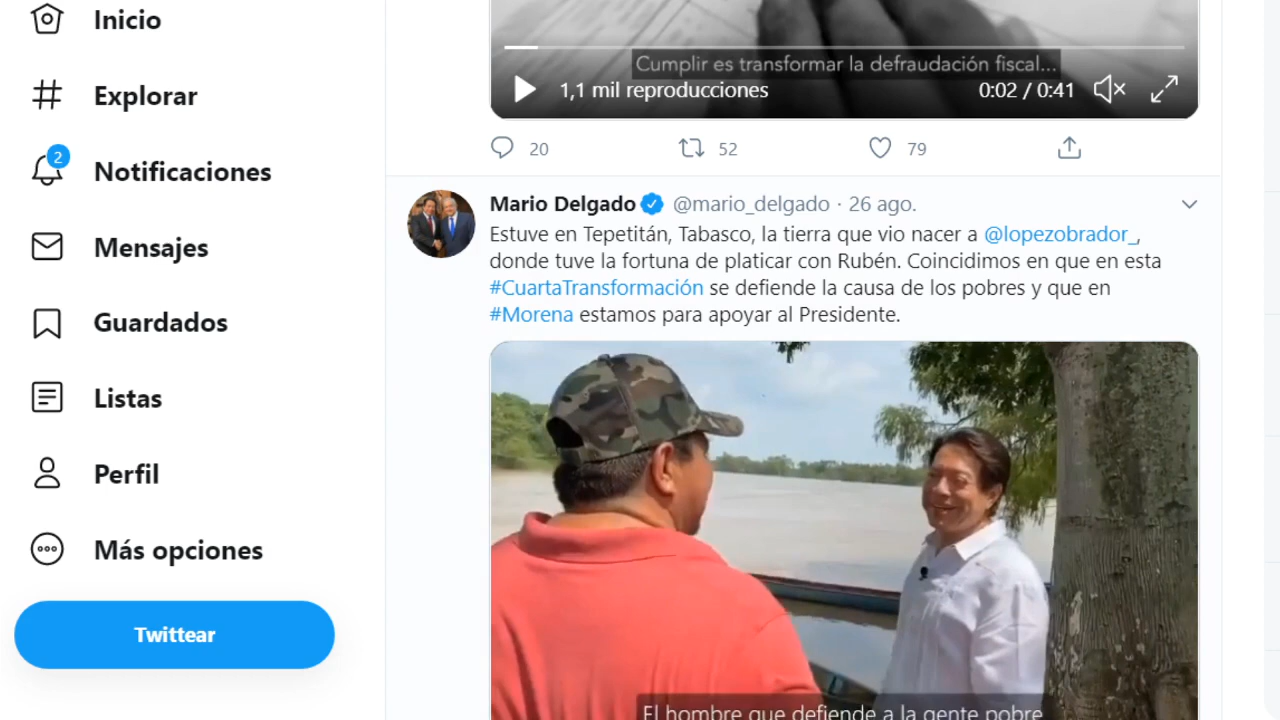 Inicio
Explorar
2
Notificaciones
Mensajes
Guardados
Listas
Perfil
Más opciones
Twittear
Cumplir es transformar la defraudación fiscal...
1,1 mil reproducciones
0:02 / 0:41
20
52
79
Mario Delgado @mario_delgado · 26 ago.
Estuve en Tepetitán, Tabasco, la tierra que vio nacer a @lopezobrador_,
donde tuve la fortuna de platicar con Rubén. Coincidimos en que en esta
#CuartaTransformación se defiende la causa de los pobres y que en
#Morena estamos para apoyar al Presidente.
El hombre que defiende a la gente pobre